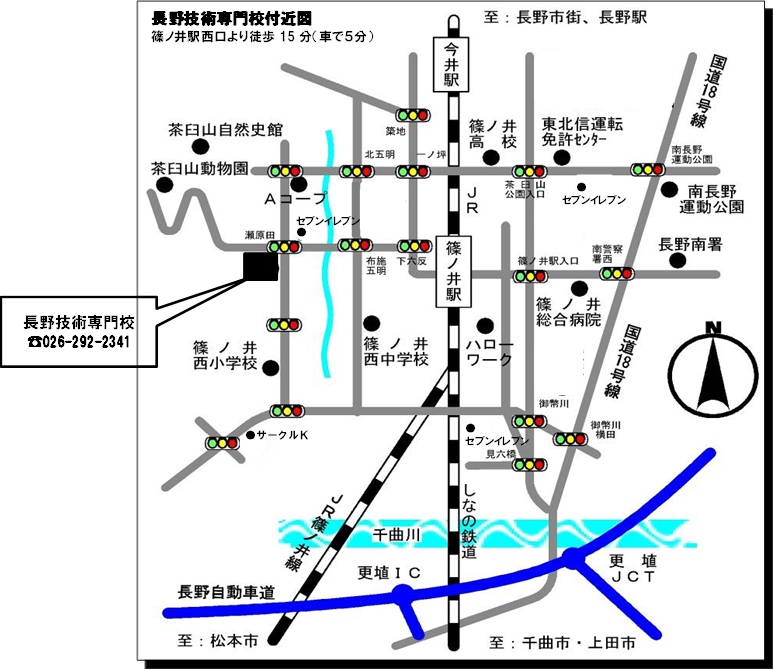 長野技術専門校付近図
篠ノ井駅西口より徒歩 15 分(車で5分)
至：長野市街、長野駅
今井駅
国道18号線
築地
茶臼山自然史館
北五明
一ノ坪
篠ノ井
高 校
東北信運転
免許センター
南長野
運動公園
茶臼山動物園
Aコープ
JR
茶臼山
公園入口
セブンイレブン
南長野
運動公園
セブンイレブン
瀬原田
布施
五明
下六反
篠ノ井駅
篠ノ井駅入口
南警察
署西
長野南署
篠 ノ 井
総合病院
長野技術専門校
☎026-292-2341
篠 ノ 井
西小学校
篠 ノ 井
西中学校
ハロー
ワーク
国道18号線
N
御幣川
御幣川
横田
サークルK
セブンイレブン
見六橋
JR篠ノ井線
しなの鉄道
千曲川
更埴IC
更 埴
JCT
長野自動車道
至：松本市
至：千曲市・上田市